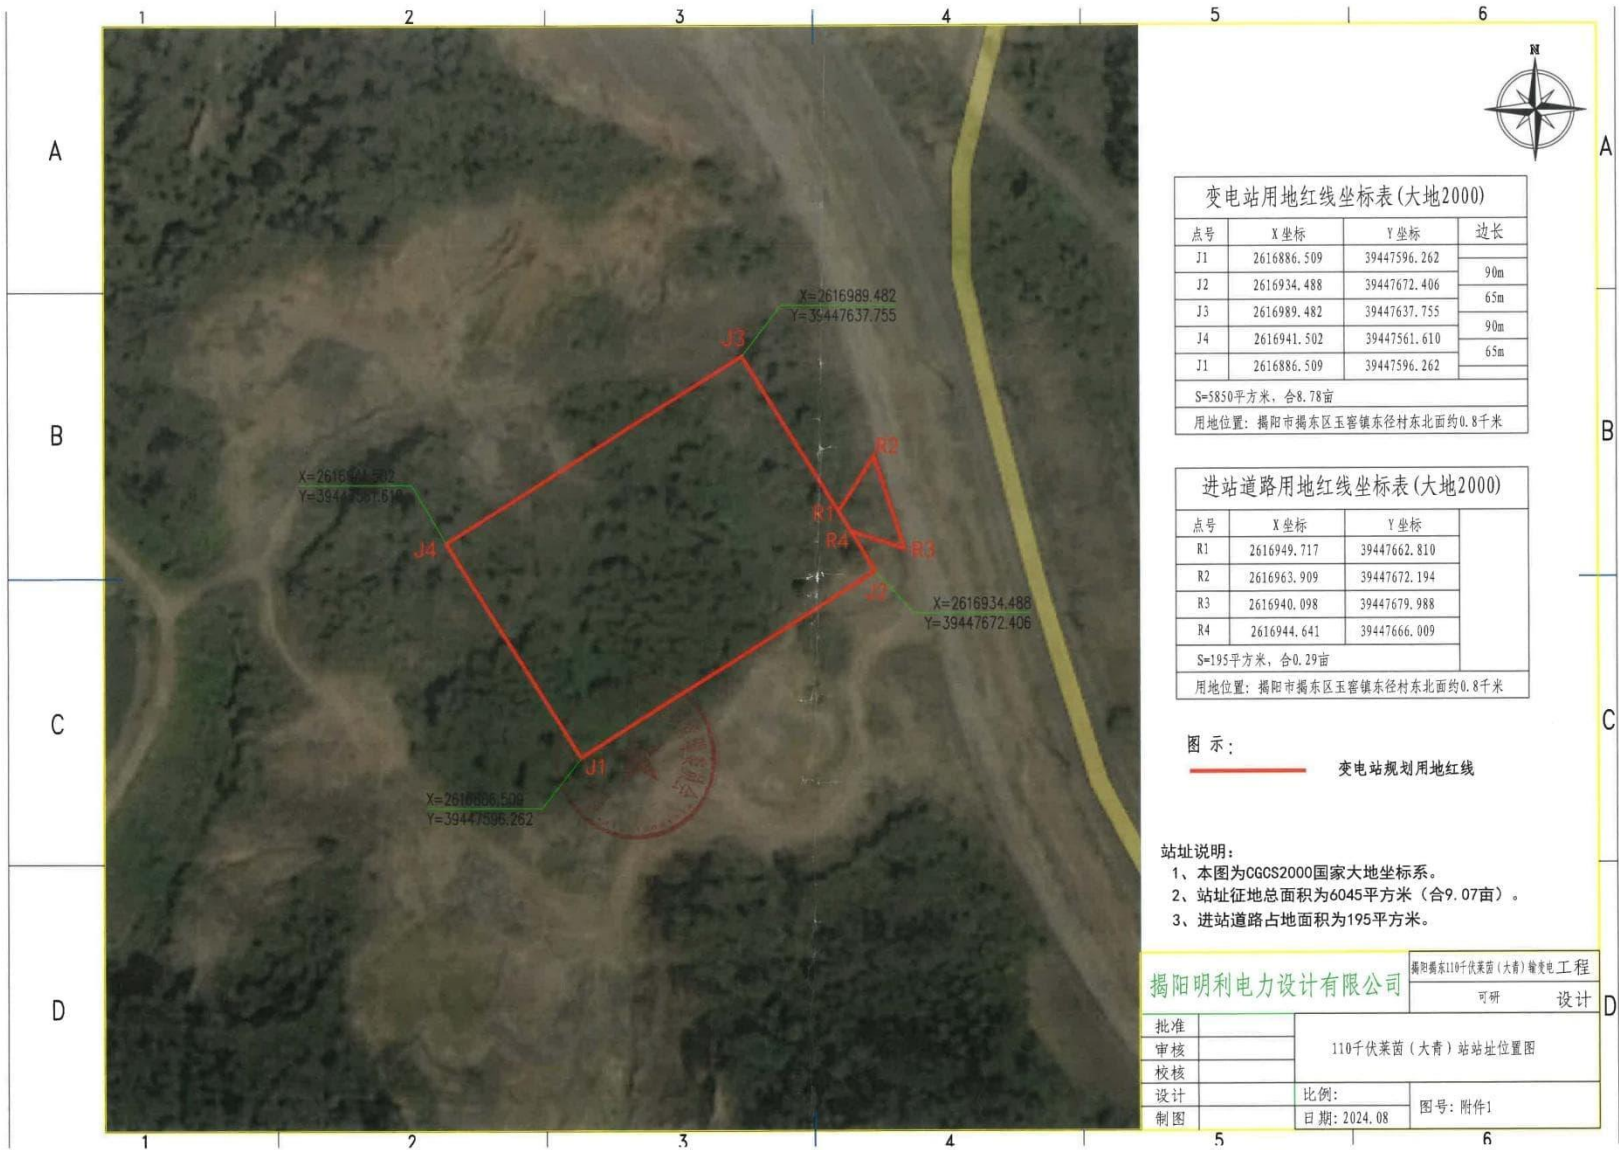 1 2 3 4 5 6
A
B
C
D
A
B
C
D
N
X=2616989.482
Y=39447637.755
J3
R2
R1
R4
R3
J4
J2
X=2616934.488
Y=39447672.406
J1
Y=39447596.262
变电站用地红线坐标表(大地2000)
点号 X坐标 Y坐标 边长
J1 2616886.509 39447596.262
90m
J2 2616934.488 39447672.406
65m
J3 2616989.482 39447637.755
90m
J4 2616941.502 39447561.610
65m
J1 2616886.509 39447596.262
S=5850平方米，合8.78亩
用地位置：揭阳市揭东区玉窖镇东径村东北面约0.8千米
进站道路用地红线坐标表(大地2000)
点号 X坐标 Y坐标
R1 2616949.717 39447662.810
R2 2616963.909 39447672.194
R3 2616940.098 39447679.988
R4 2616944.641 39447666.009
S=195平方米，合0.29亩
用地位置：揭阳市揭东区玉窖镇东径村东北面约0.8千米
图示：
变电站规划用地红线
站址说明：
1、本图为CGCS2000国家大地坐标系。
2、站址征地总面积为6045平方米（合9.07亩）。
3、进站道路占地面积为195平方米。
揭阳明利电力设计有限公司
揭阳揭东110千伏莱茵(大青)输变电工程
可研 设计
批准
审核
校核
设计
制图
110千伏莱茵(大青)站站址位置图
比例：
日期：2024.08
图号：附件1
1 2 3 4 5 6